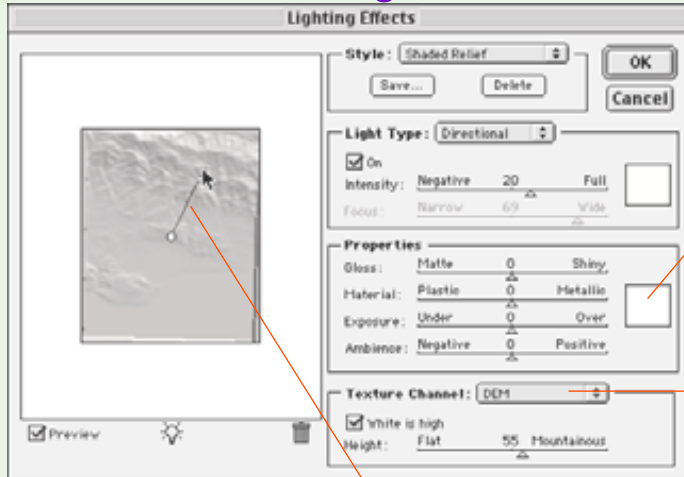 Lighting Effects
Style: Shaded Relief
Save... Delete
OK
Cancel
Light Type: Directional
On
Intensity: Negative 20 Full
Focus: Narrow 69 Wide
Properties
Gloss: Matte 0 Shiny
Material: Plastic 0 Metallic
Exposure: Under 0 Over
Ambience: Negative 0 Positive
Texture Channel: DEM
White is high
Height: Flat 55 Mountainous
Preview